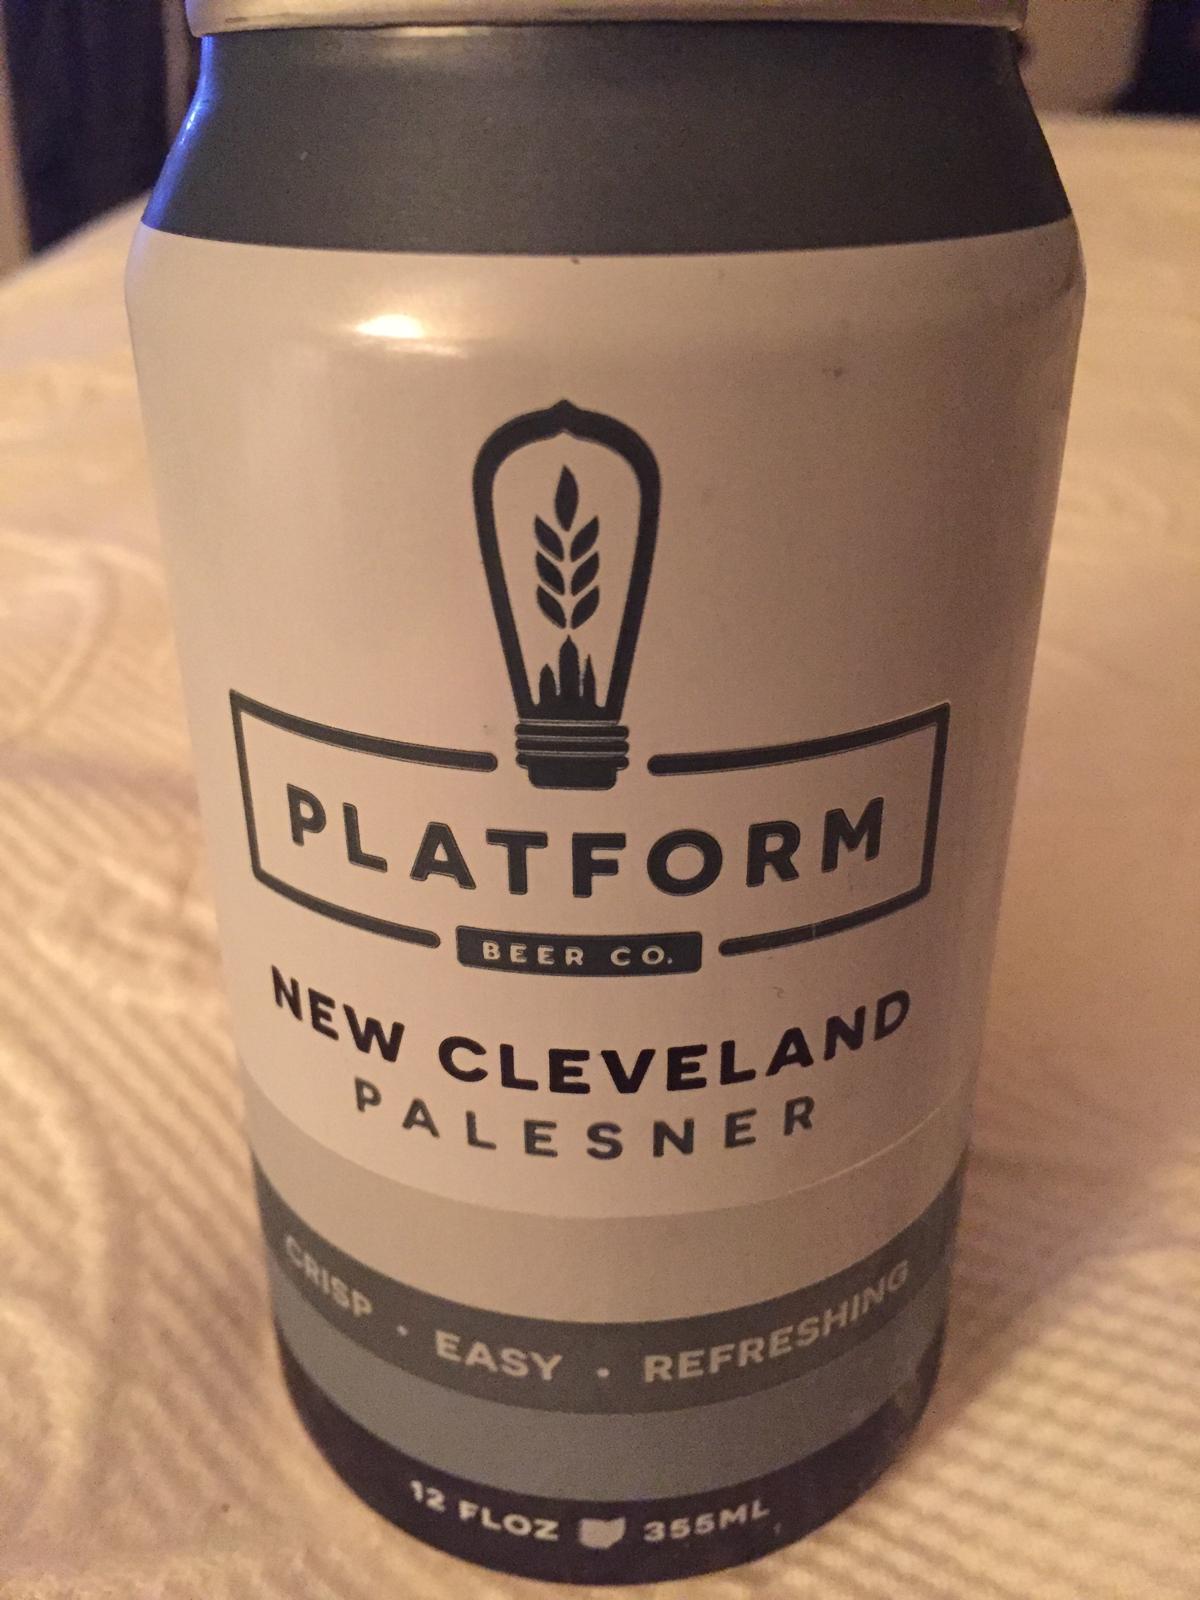 PLATFORM
BEER CO.
NEW CLEVELAND
PALESNER
CRISP · EASY · REFRESHING
12 FLOZ 355ML